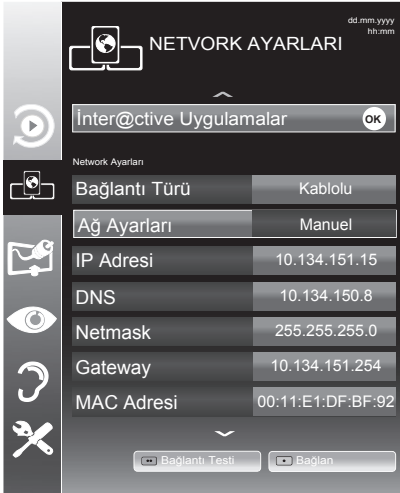 dd.mm.yyyy
hh:mm
NETVORK AYARLARI
İnter@ctive Uygulamalar OK
Network Ayarları
Bağlantı Türü Kablolu
Ağ Ayarları Manuel
IP Adresi 10.134.151.15
DNS 10.134.150.8
Netmask 255.255.255.0
Gateway 10.134.151.254
MAC Adresi 00:11:E1:DF:BF:92
Bağlantı Testi Bağlan